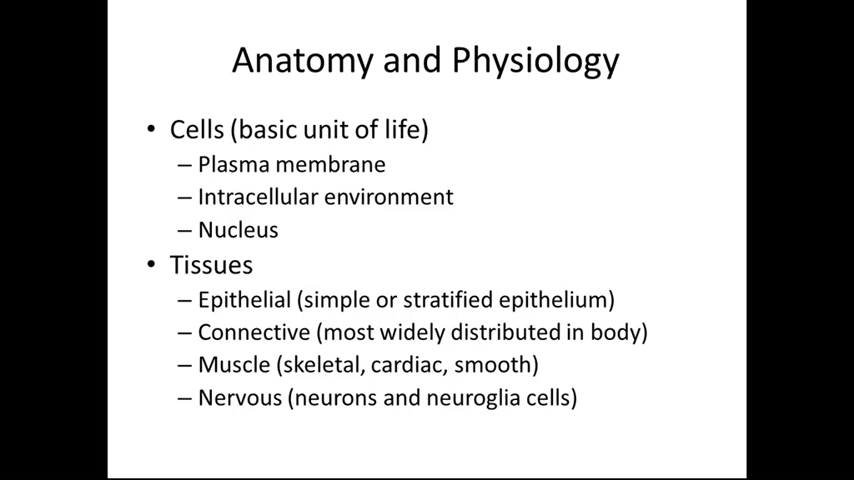 Anatomy and Physiology
• Cells (basic unit of life)
– Plasma membrane
– Intracellular environment
– Nucleus
• Tissues
– Epithelial (simple or stratified epithelium)
– Connective (most widely distributed in body)
– Muscle (skeletal, cardiac, smooth)
– Nervous (neurons and neuroglia cells)